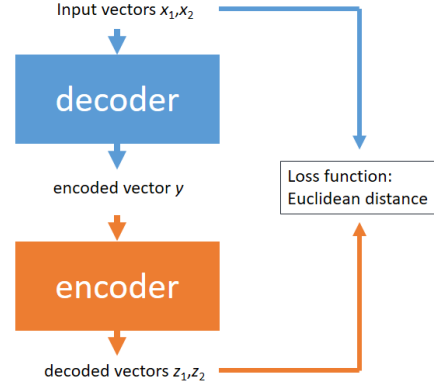 Input vectors x₁,x₂
decoder
encoded vector y
Loss function:
Euclidean distance
encoder
decoded vectors z₁,z₂